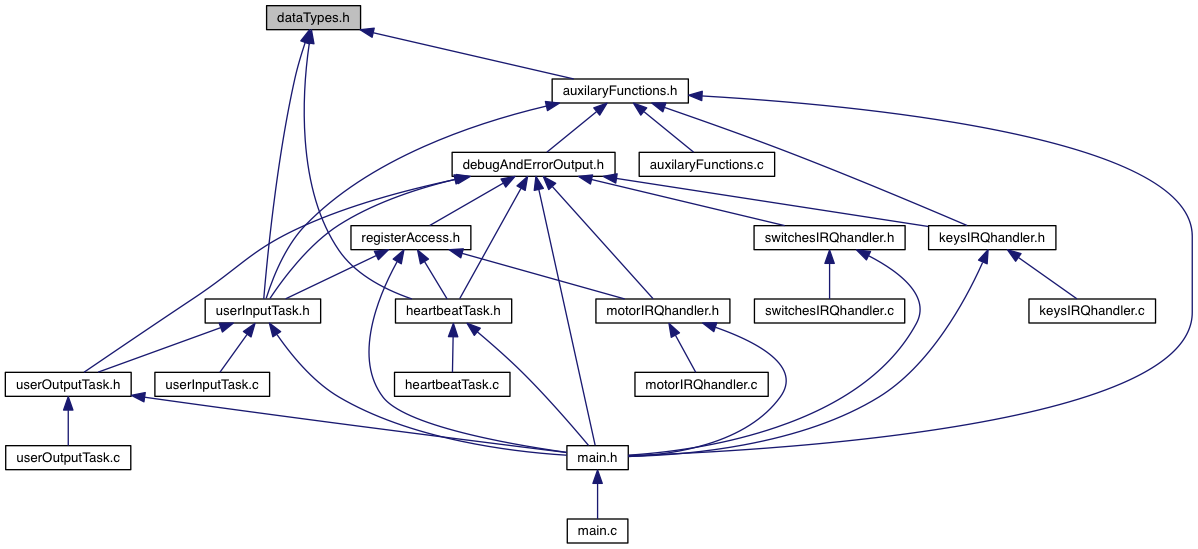 dataTypes.h
auxilaryFunctions.h
debugAndErrorOutput.h
auxilaryFunctions.c
registerAccess.h
switchesIRQhandler.h
keysIRQhandler.h
userInputTask.h
heartbeatTask.h
motorIRQhandler.h
switchesIRQhandler.c
keysIRQhandler.c
userOutputTask.h
userInputTask.c
heartbeatTask.c
motorIRQhandler.c
userOutputTask.c
main.h
main.c